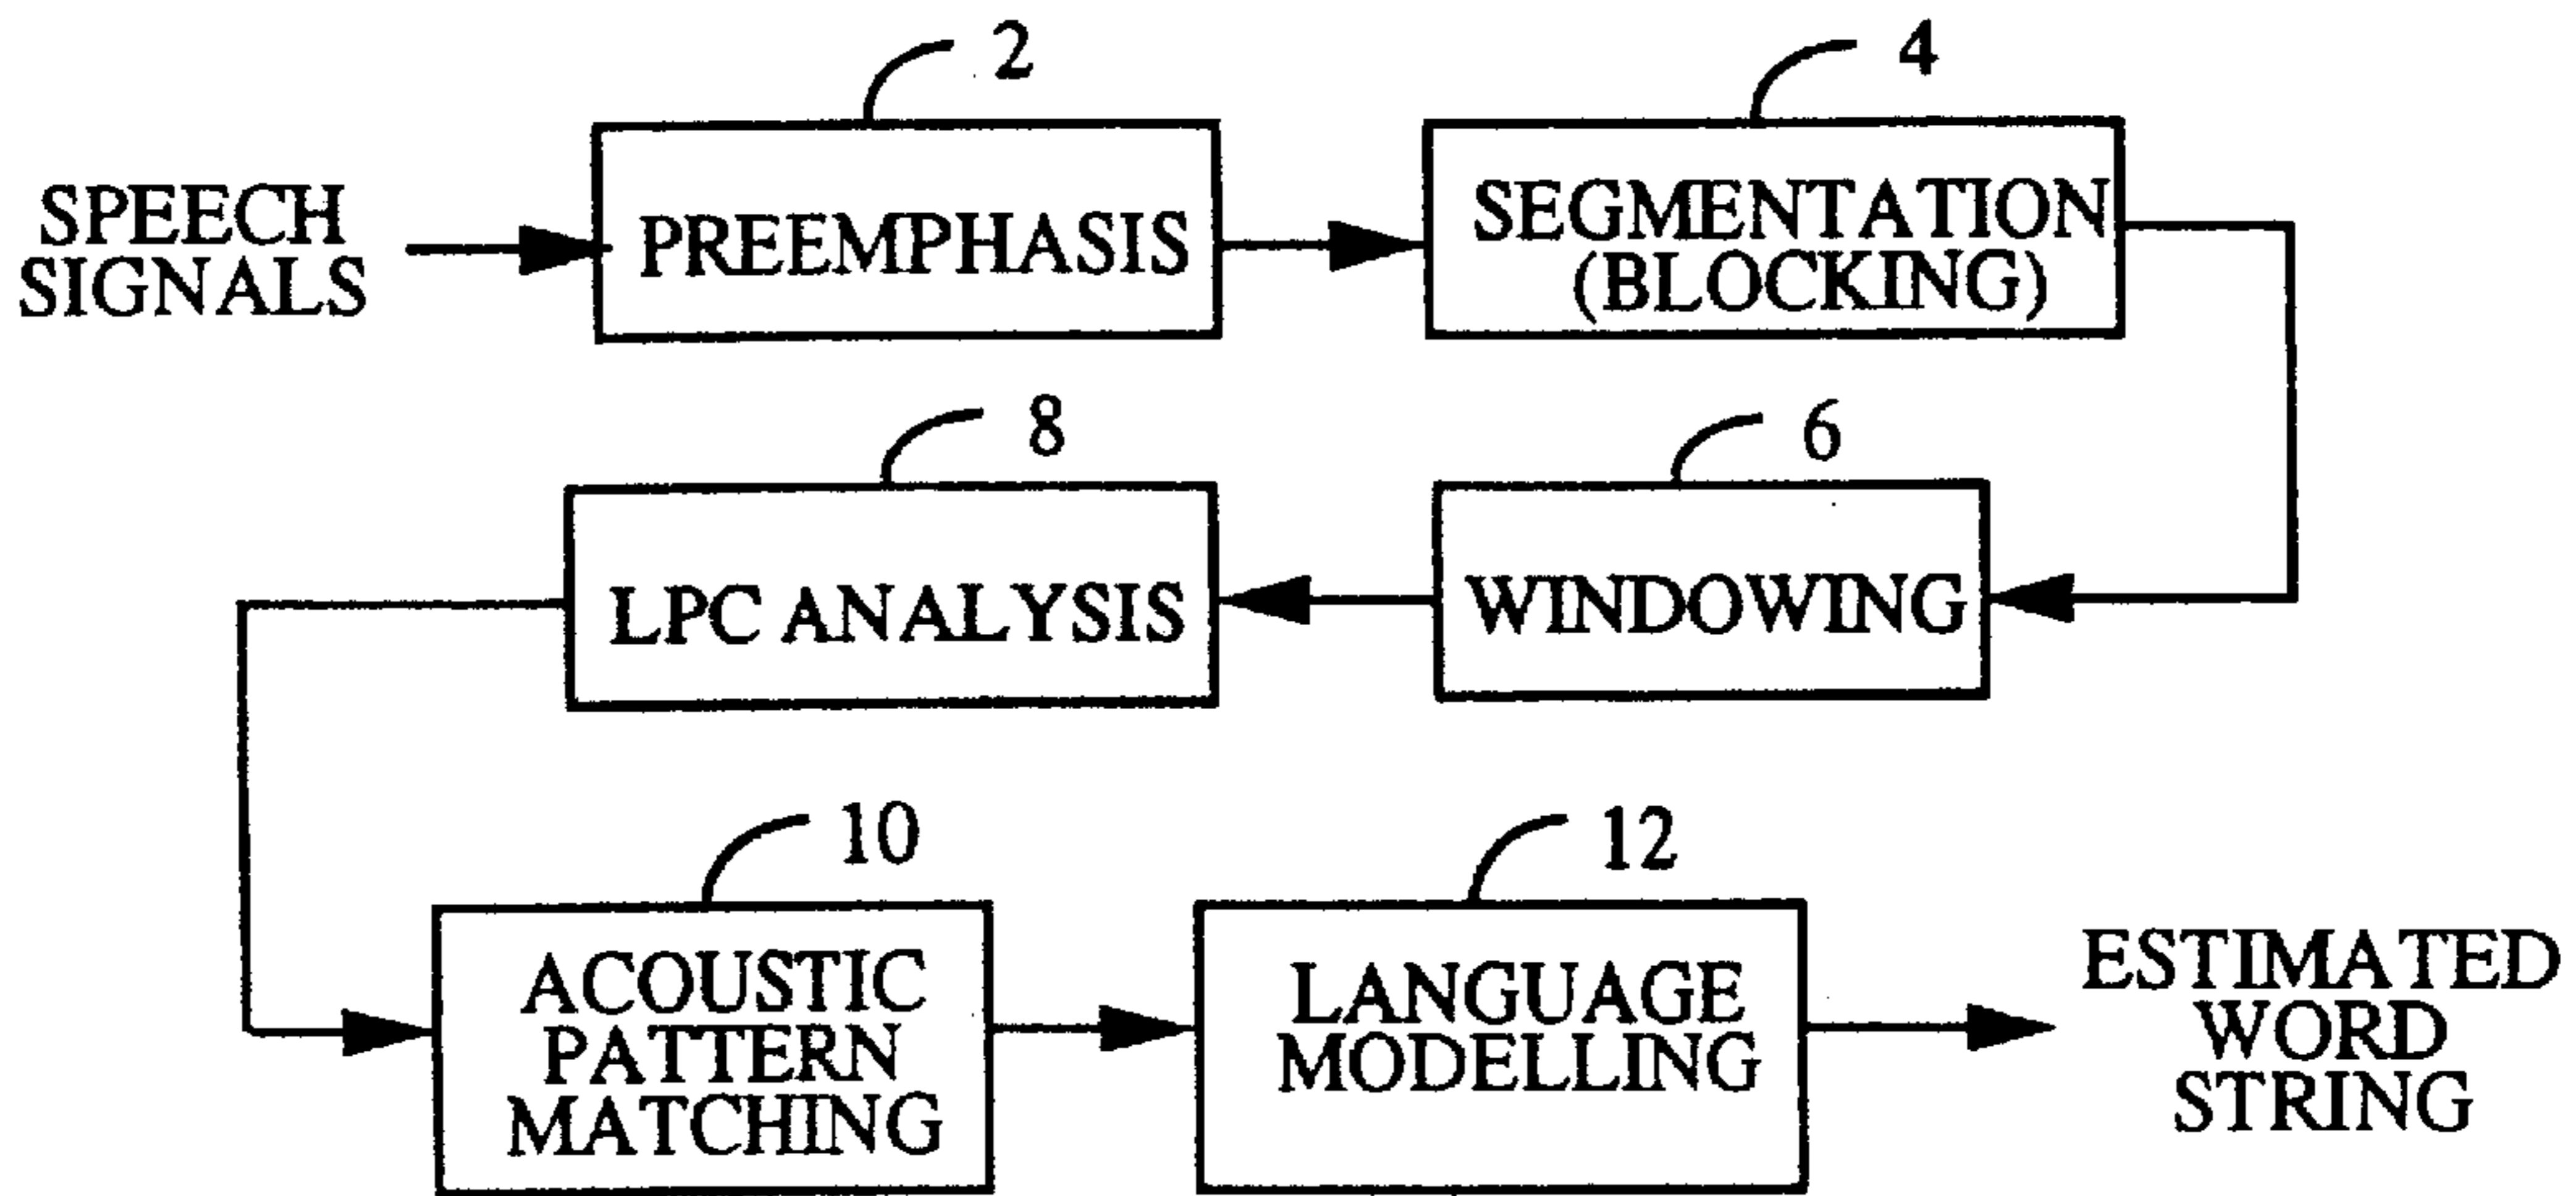 2
4
SPEECH
SIGNALS
PREEMPHASIS
SEGMENTATION
(BLOCKING)
8
6
LPC ANALYSIS
WINDOWING
10
12
ACOUSTIC
PATTERN
MATCHING
LANGUAGE
MODELLING
ESTIMATED
WORD
STRING